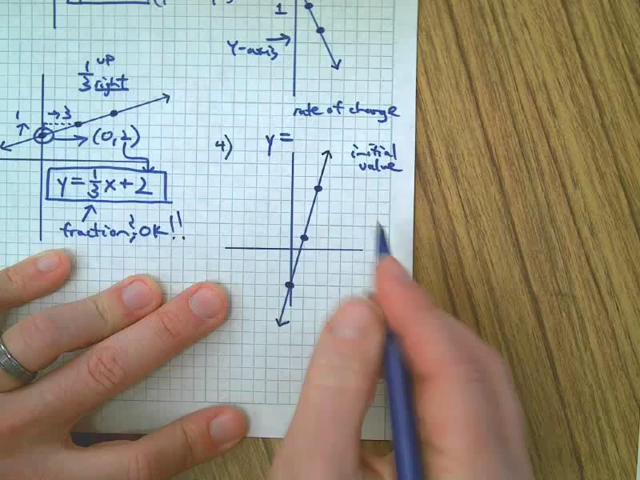 1
Y-axis
up
1
3 right
→ 3
1
(0, 2)
y = 1/3 x + 2
fractions OK!!
rate of change
4) y =
initial
value